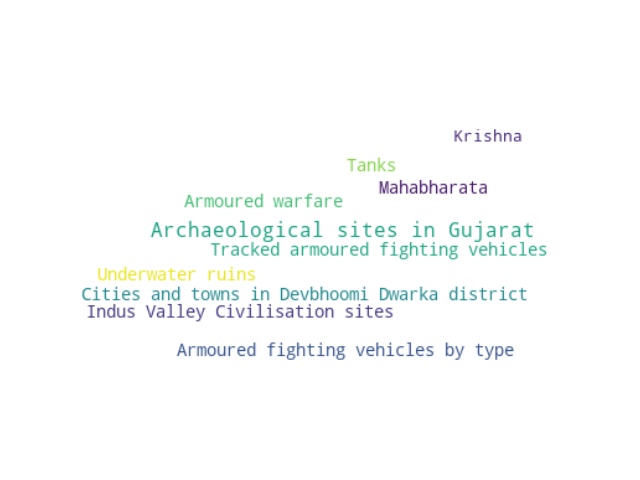 Krishna
Tanks
Mahabharata
Armoured warfare
Archaeological sites in Gujarat
Tracked armoured fighting vehicles
Underwater ruins
Cities and towns in Devbhoomi Dwarka district
Indus Valley Civilisation sites
Armoured fighting vehicles by type